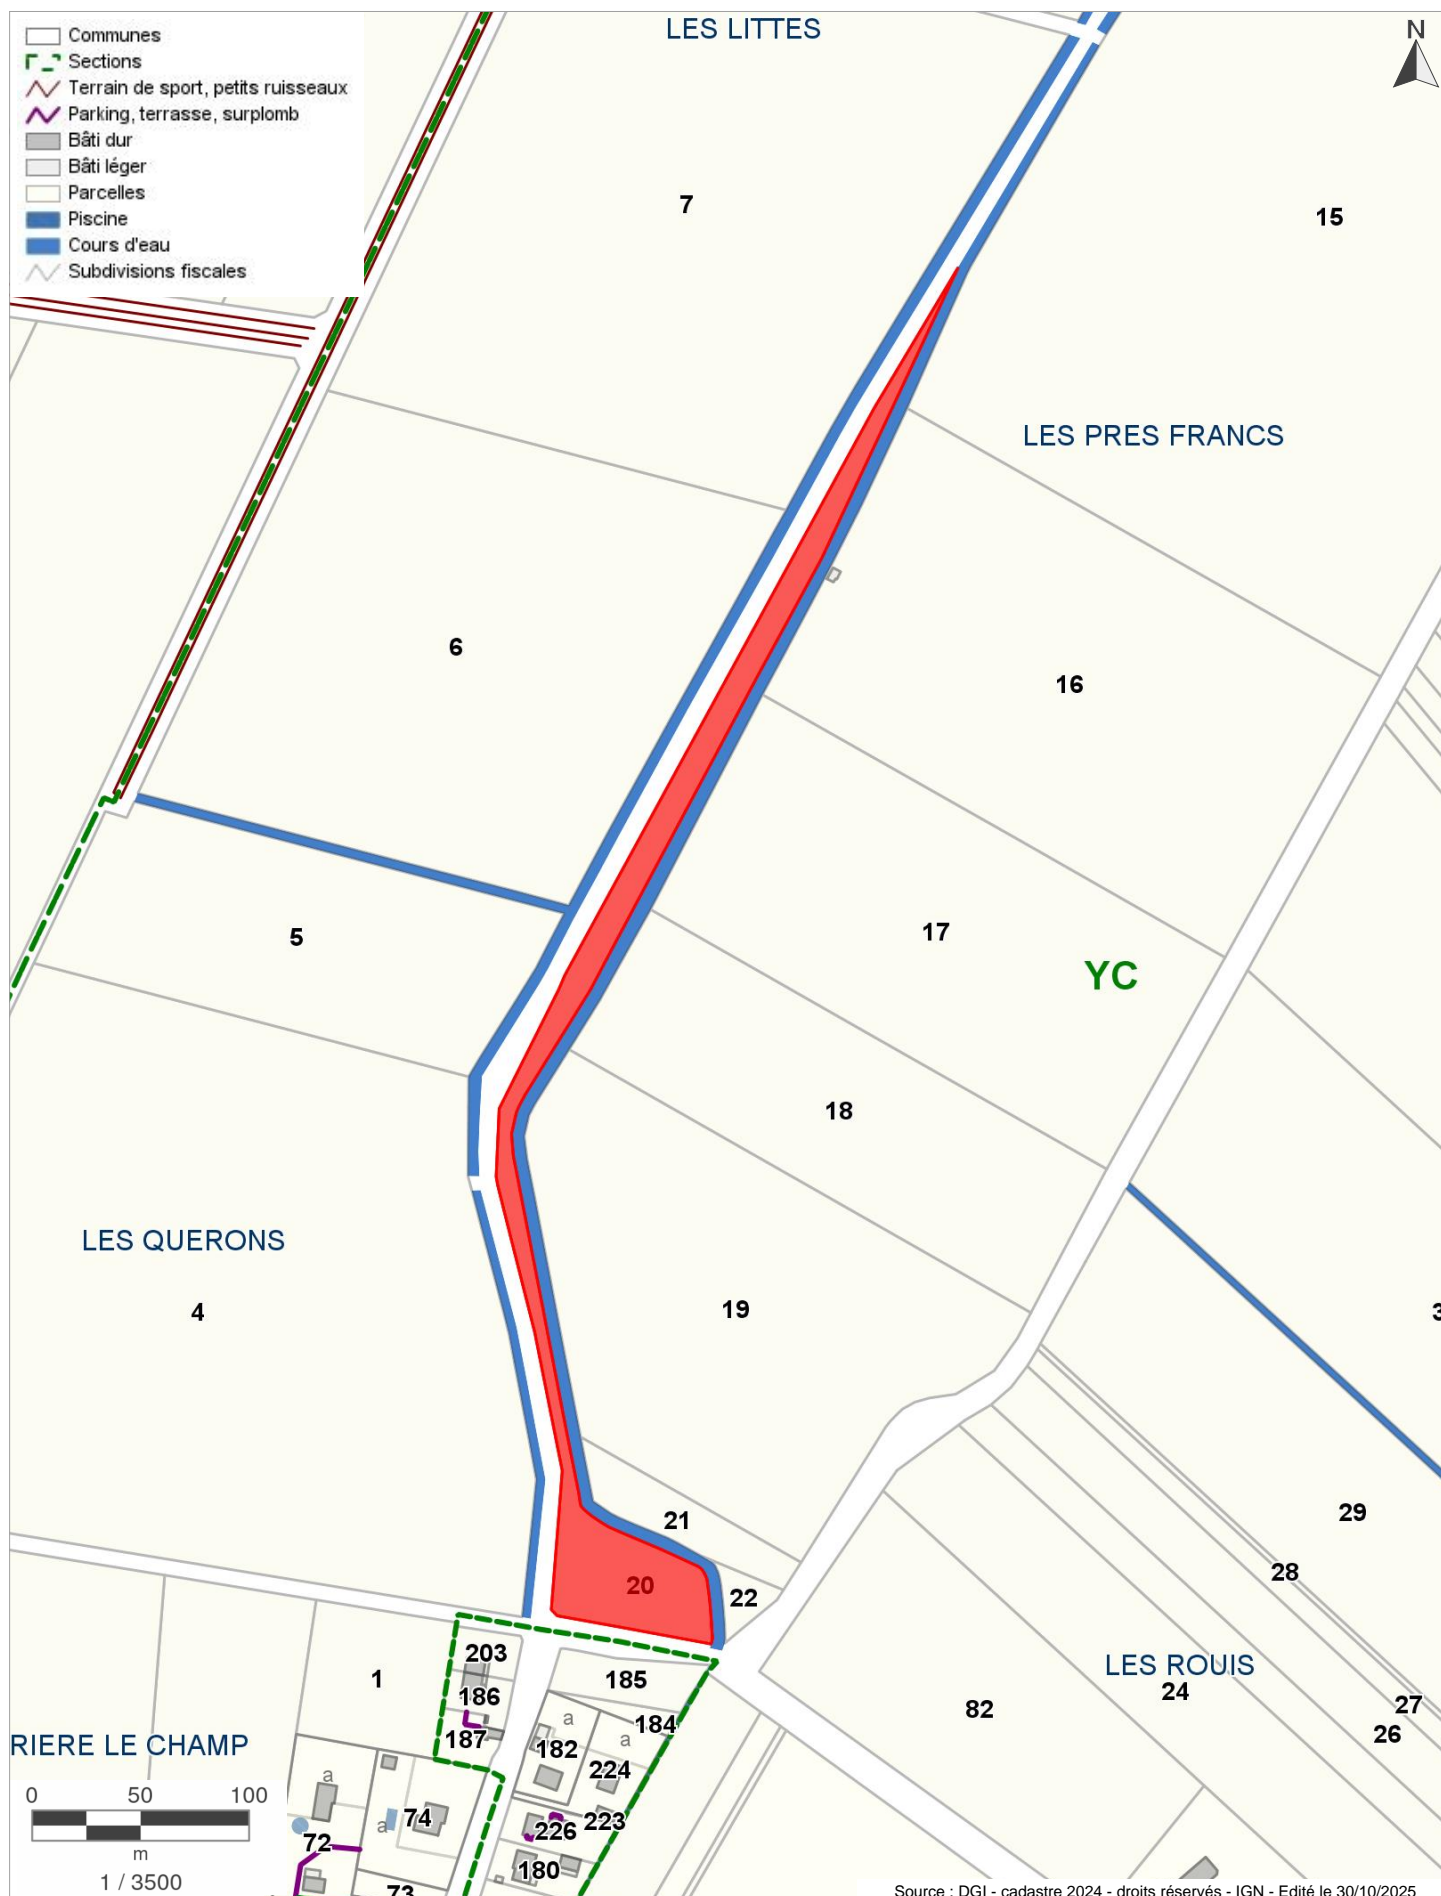 Communes
Sections
Terrain de sport, petits ruisseaux
Parking, terrasse, surplomb
Bâti dur
Bâti léger
Parcelles
Piscine
Cours d'eau
Subdivisions fiscales
LES LITTES
N
7
15
LES PRES FRANCS
6
16
5
17
YC
18
LES QUERONS
4
19
3
29
21
28
20
22
203
1
186
185
LES ROUIS
24
82
27
26
187
184
RIERE LE CHAMP
a
a
182
224
a
a
74
72
226
223
180
73
0 50 100
m
1 / 3500
Source : DGI - cadastre 2024 - droits réservés - IGN - Edité le 30/10/2025